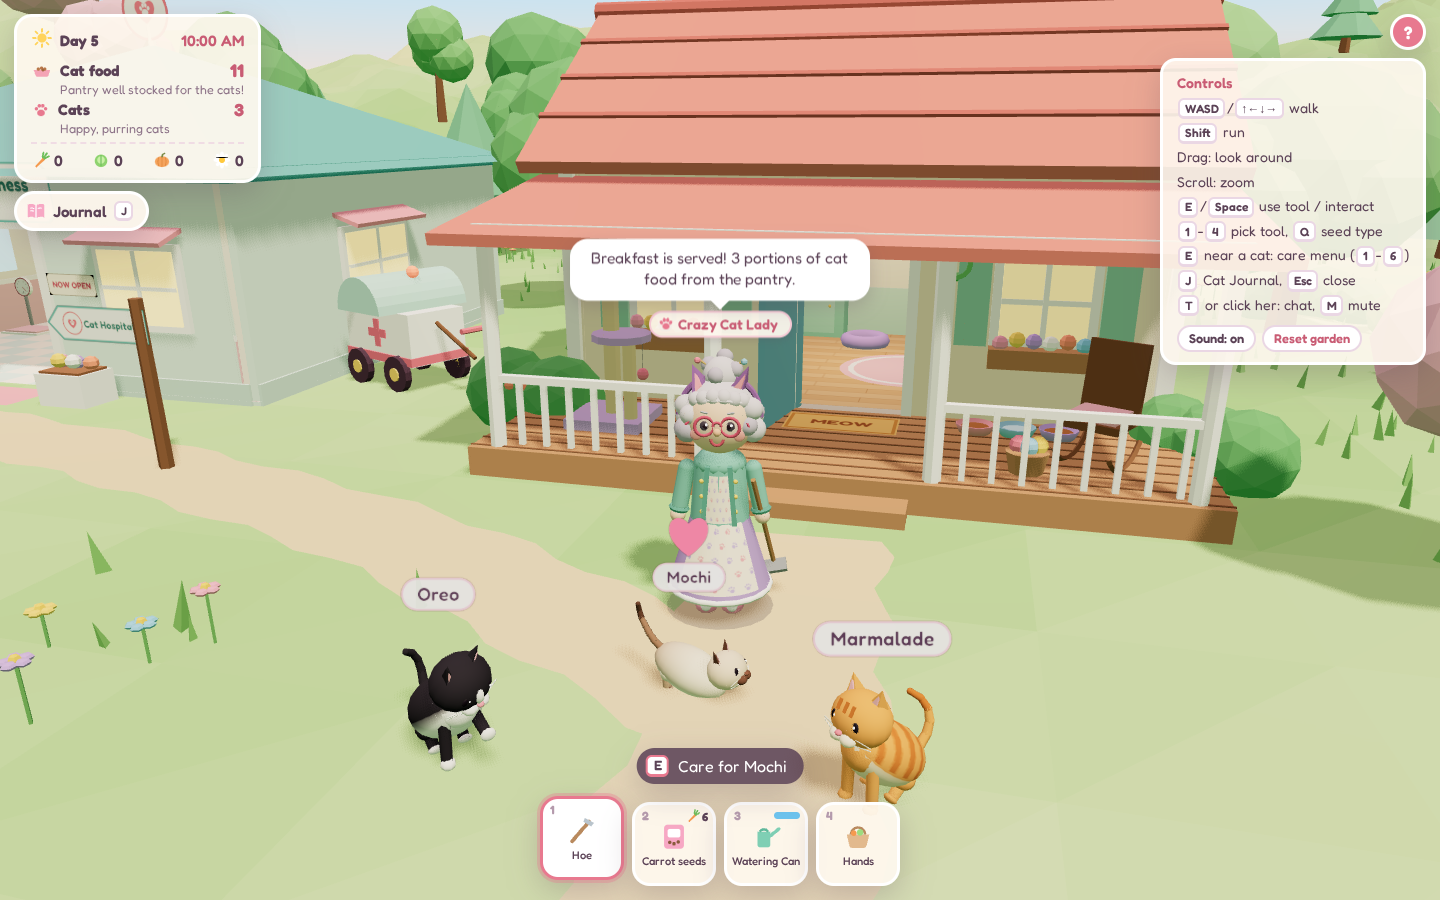 Day 5 10:00 AM
Cat food 11
Pantry well stocked for the cats!
Cats 3
Happy, purring cats
0 0 0 0
Journal J
NOW OPEN
Cat Hospita
Breakfast is served! 3 portions of cat
food from the pantry.
Crazy Cat Lady
MEOW
Oreo
Mochi
Marmalade
E Care for Mochi
1 Hoe
2 6 Carrot seeds
3 Watering Can
4 Hands
?
Controls
WASD / ↑←↓→ walk
Shift run
Drag: look around
Scroll: zoom
E / Space use tool / interact
1 - 4 pick tool, Q seed type
E near a cat: care menu ( 1 - 6 )
J Cat Journal, Esc close
T or click her: chat, M mute
Sound: on Reset garden